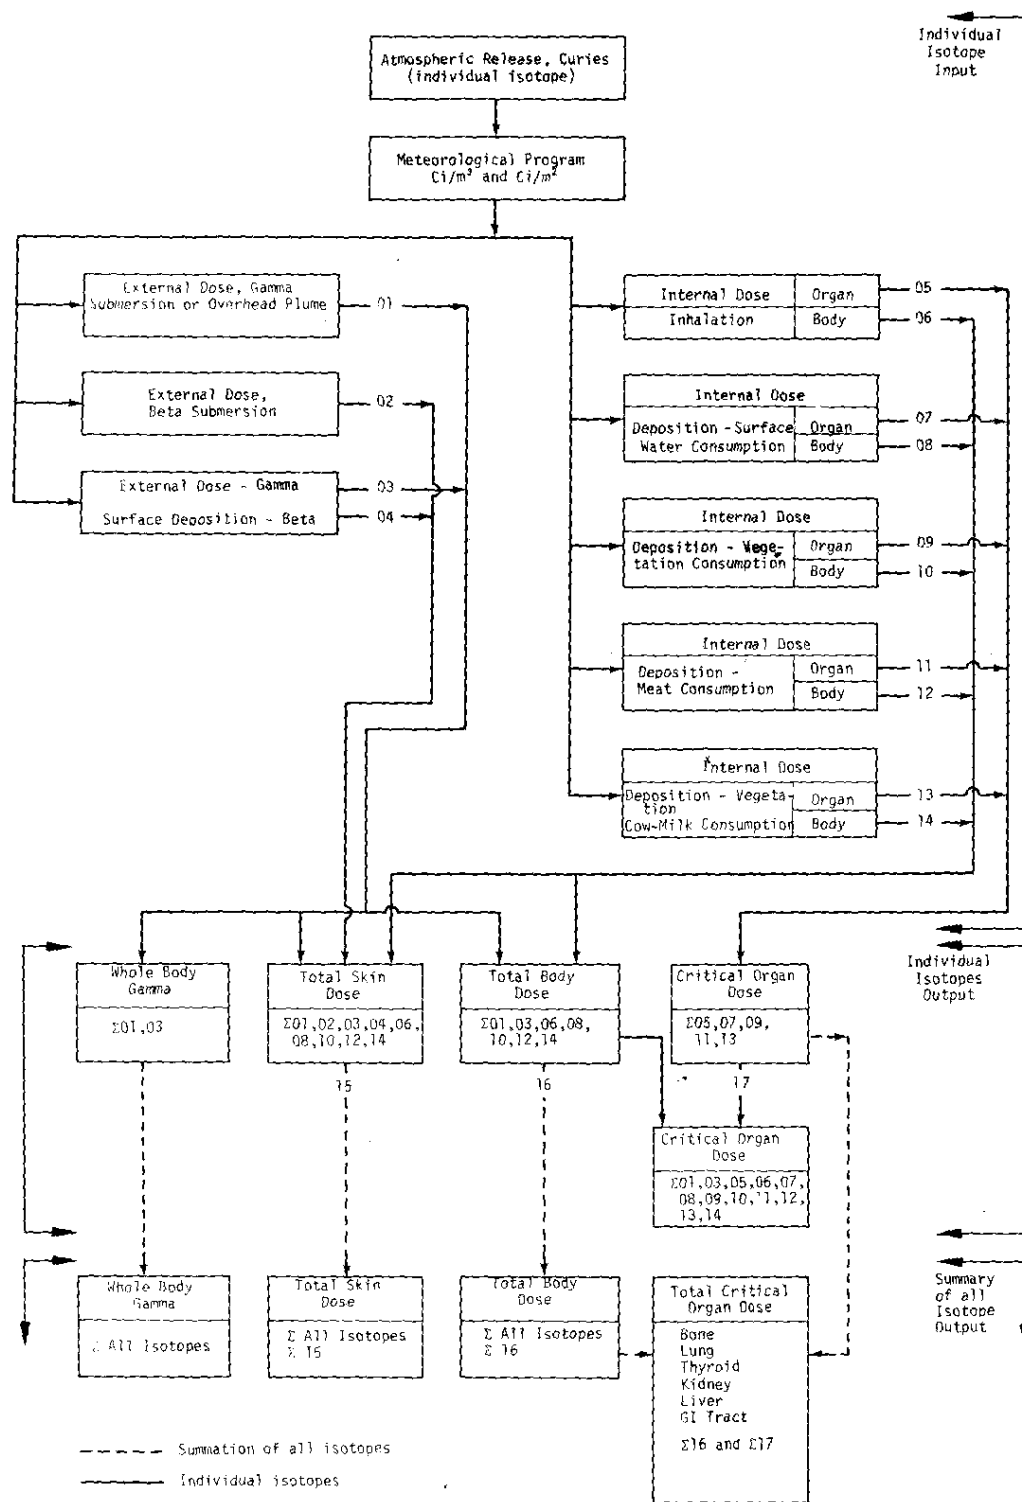 Individual
Isotope
Input
Atmospheric Release, Curies
(individual isotope)
Meteorological Program
Ci/m³ and Ci/m²
External Dose, Gamma
Submersion or Overhead Plume
01
External Dose,
Beta Submersion
02
External Dose - Gamma
03
Surface Deposition - Beta
04
Internal Dose
Organ
05
Inhalation
Body
06
Internal Dose
Deposition - Surface
Organ
07
Water Consumption
Body
08
Internal Dose
Deposition - Vege-
tation Consumption
Organ
09
Body
10
Internal Dose
Deposition -
Meat Consumption
Organ
11
Body
12
Internal Dose
Deposition - Vegeta-
tion
Cow-Milk Consumption
Organ
13
Body
14
Whole Body
Gamma
Σ01,03
Total Skin
Dose
Σ01,02,03,04,06,
08,10,12,14
15
Total Body
Dose
Σ01,03,06,08,
10,12,14
16
Critical Organ
Dose
Σ05,07,09,
11,13
17
Individual
Isotopes
Output
Critical Organ
Dose
Σ01,03,05,06,07,
08,09,10,11,12,
13,14
Whole Body
Gamma
Σ All Isotopes
Total Skin
Dose
Σ All Isotopes
Σ 15
Total Body
Dose
Σ All Isotopes
Σ 16
Total Critical
Organ Dose
Bone
Lung
Thyroid
Kidney
Liver
GI Tract
Σ16 and Σ17
Summary
of all
Isotope
Output
Summation of all isotopes
Individual isotopes